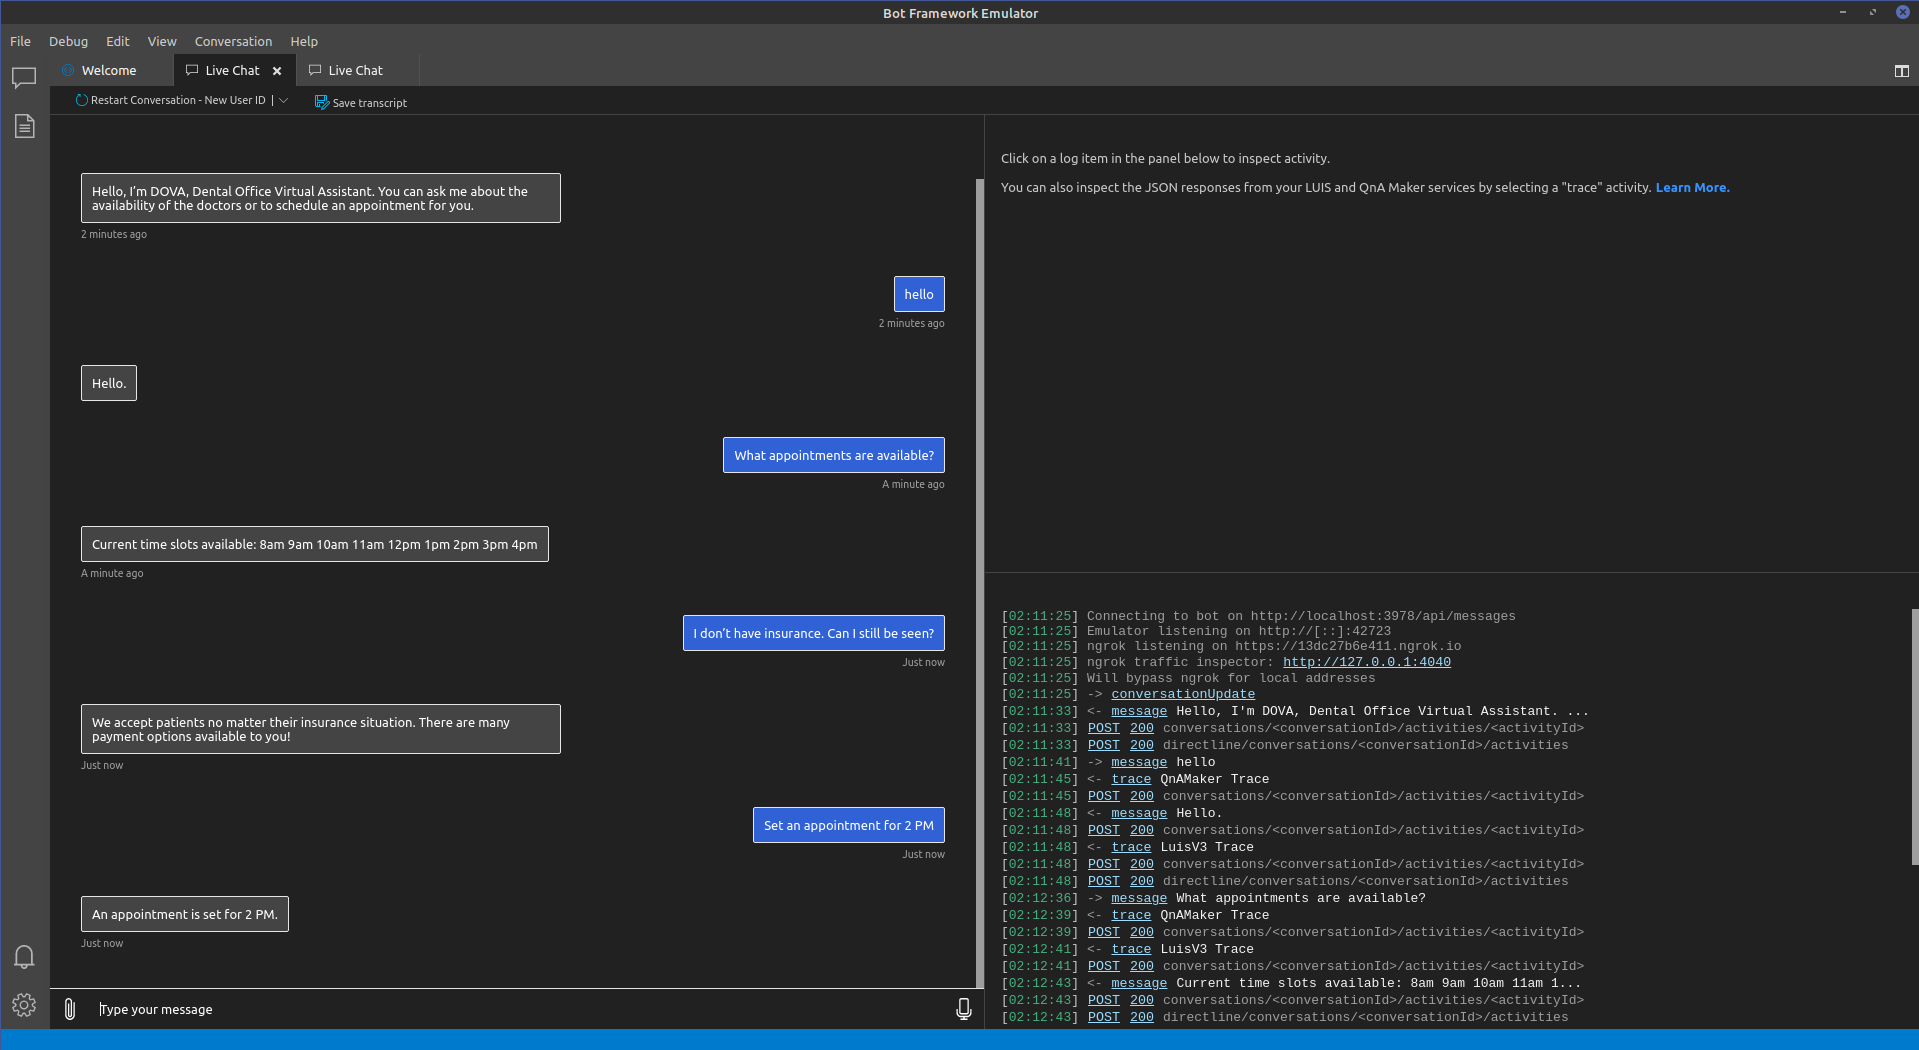 Bot Framework Emulator
File Debug Edit View Conversation Help
Welcome Live Chat Live Chat
Restart Conversation - New User ID | Save transcript
Hello, I'm DOVA, Dental Office Virtual Assistant. You can ask me about the
availability of the doctors or to schedule an appointment for you.
2 minutes ago
hello
2 minutes ago
Hello.
What appointments are available?
A minute ago
Current time slots available: 8am 9am 10am 11am 12pm 1pm 2pm 3pm 4pm
A minute ago
I don't have insurance. Can I still be seen?
Just now
We accept patients no matter their insurance situation. There are many
payment options available to you!
Just now
Set an appointment for 2 PM
Just now
An appointment is set for 2 PM.
Just now
Type your message
Click on a log item in the panel below to inspect activity.
You can also inspect the JSON responses from your LUIS and QnA Maker services by selecting a "trace" activity. Learn More.
[02:11:25] Connecting to bot on http://localhost:3978/api/messages
[02:11:25] Emulator listening on http://[::]:42723
[02:11:25] ngrok listening on https://13dc27b6e411.ngrok.io
[02:11:25] ngrok traffic inspector: http://127.0.0.1:4040
[02:11:25] Will bypass ngrok for local addresses
[02:11:25] -> conversationUpdate
[02:11:33] <- message Hello, I'm DOVA, Dental Office Virtual Assistant. ...
[02:11:33] POST 200 conversations/<conversationId>/activities/<activityId>
[02:11:33] POST 200 directline/conversations/<conversationId>/activities
[02:11:41] -> message hello
[02:11:45] <- trace QnAMaker Trace
[02:11:45] POST 200 conversations/<conversationId>/activities/<activityId>
[02:11:48] <- message Hello.
[02:11:48] POST 200 conversations/<conversationId>/activities/<activityId>
[02:11:48] <- trace LuisV3 Trace
[02:11:48] POST 200 conversations/<conversationId>/activities/<activityId>
[02:11:48] POST 200 directline/conversations/<conversationId>/activities
[02:12:36] -> message What appointments are available?
[02:12:39] <- trace QnAMaker Trace
[02:12:39] POST 200 conversations/<conversationId>/activities/<activityId>
[02:12:41] <- trace LuisV3 Trace
[02:12:41] POST 200 conversations/<conversationId>/activities/<activityId>
[02:12:43] <- message Current time slots available: 8am 9am 10am 11am 1...
[02:12:43] POST 200 conversations/<conversationId>/activities/<activityId>
[02:12:43] POST 200 directline/conversations/<conversationId>/activities